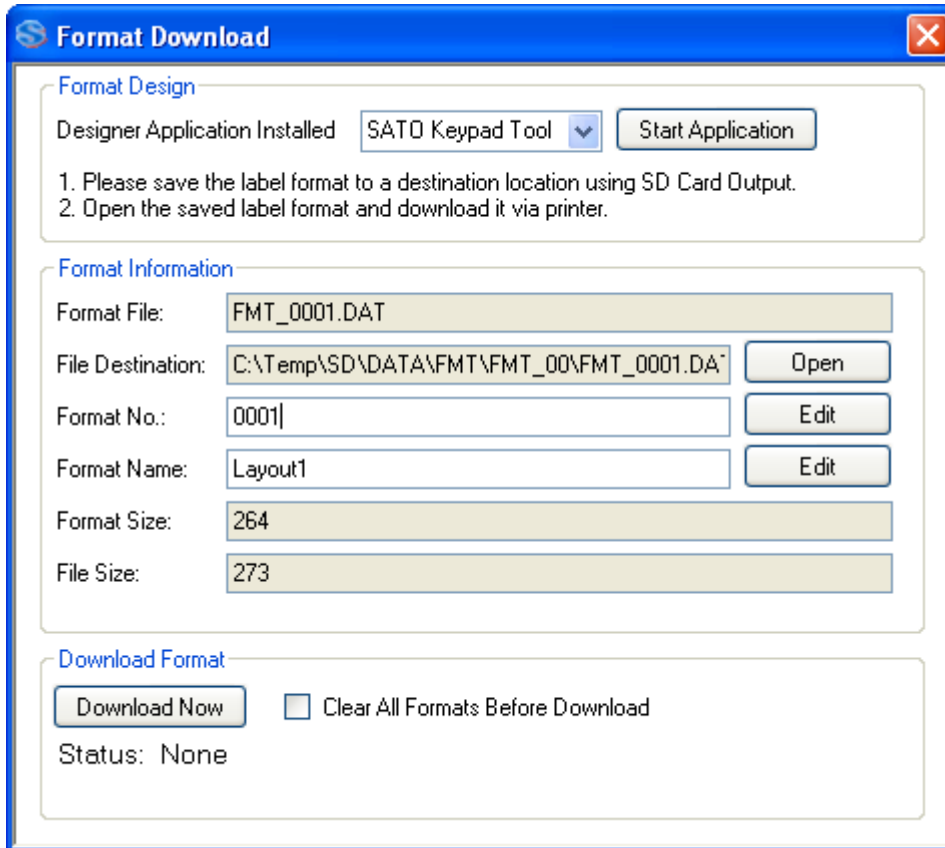 Format Download
Format Design
Designer Application Installed SATO Keypad Tool Start Application
1. Please save the label format to a destination location using SD Card Output.
2. Open the saved label format and download it via printer.
Format Information
Format File: FMT_0001.DAT
File Destination: C:\Temp\SD\DATA\FMT\FMT_00\FMT_0001.DAT Open
Format No.: 0001 Edit
Format Name: Layout1 Edit
Format Size: 264
File Size: 273
Download Format
Download Now Clear All Formats Before Download
Status: None